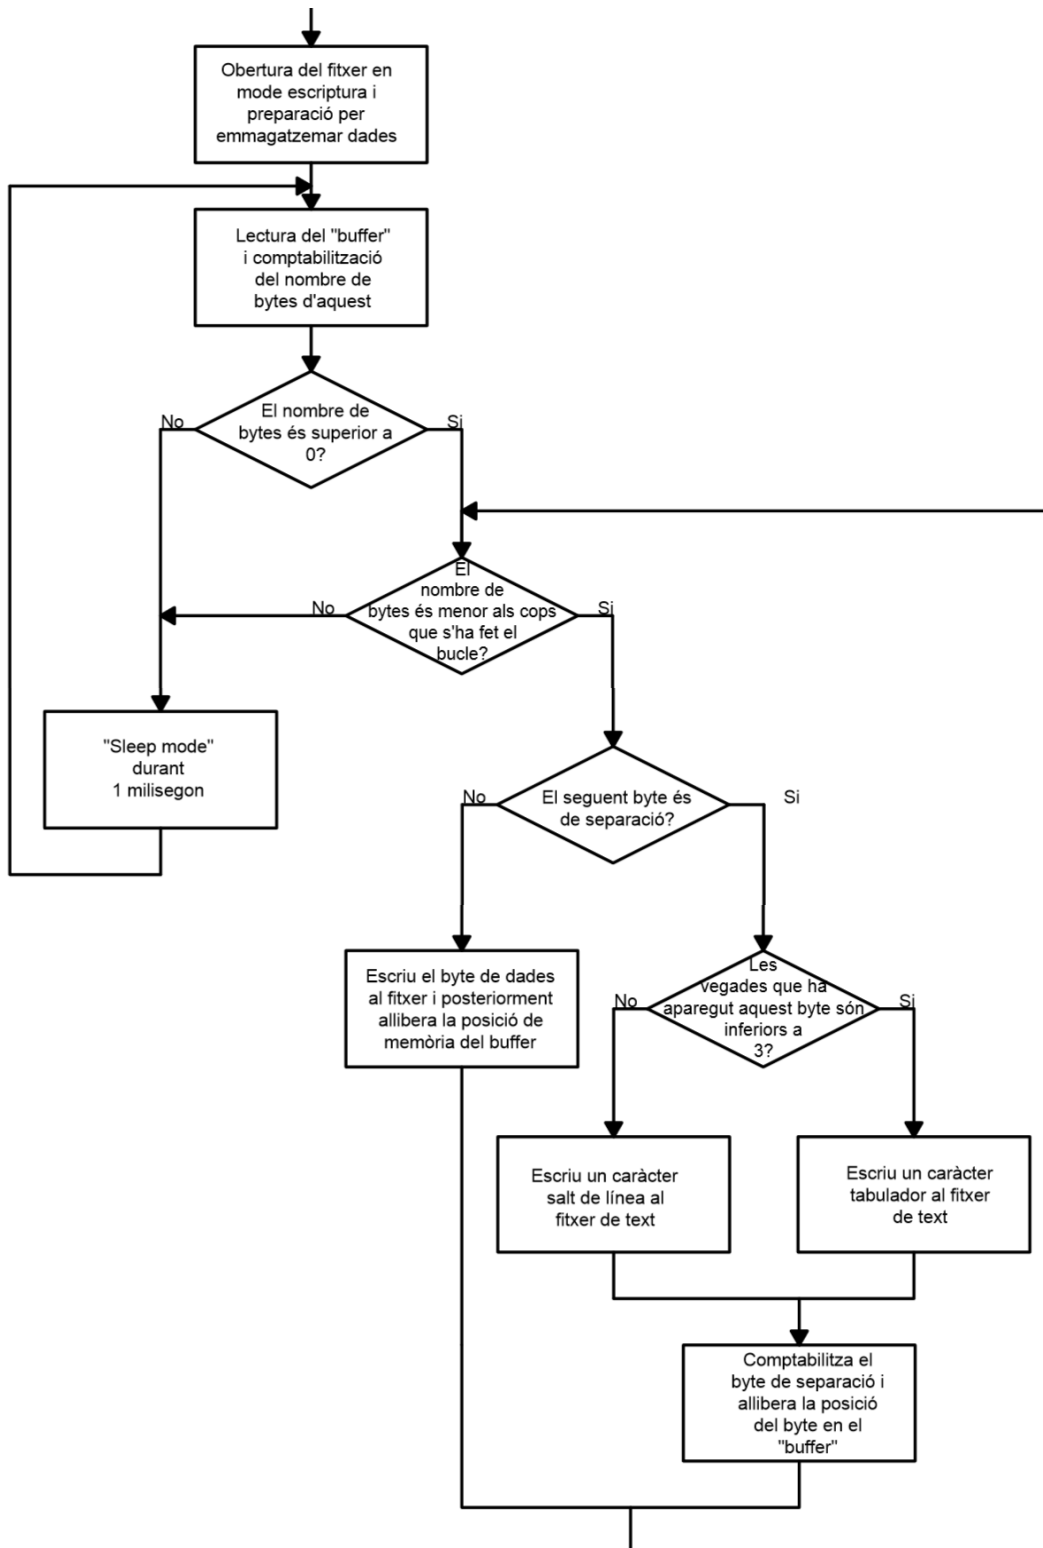 Obertura del fitxer en
mode escriptura i
preparació per
emmagatzemar dades
Lectura del "buffer"
i comptabilització
del nombre de
bytes d'aquest
El nombre de
bytes és superior a
0?
No
Si
El
nombre de
bytes és menor als cops
que s'ha fet el
bucle?
No
Si
"Sleep mode"
durant
1 milisegon
El seguent byte és
de separació?
No
Si
Escriu el byte de dades
al fitxer i posteriorment
allibera la posició de
memòria del buffer
Les
vegades que ha
aparegut aquest byte són
inferiors a
3?
No
Si
Escriu un caràcter
salt de línea al
fitxer de text
Escriu un caràcter
tabulador al fitxer
de text
Comptabilitza el
byte de separació i
allibera la posició
del byte en el
"buffer"